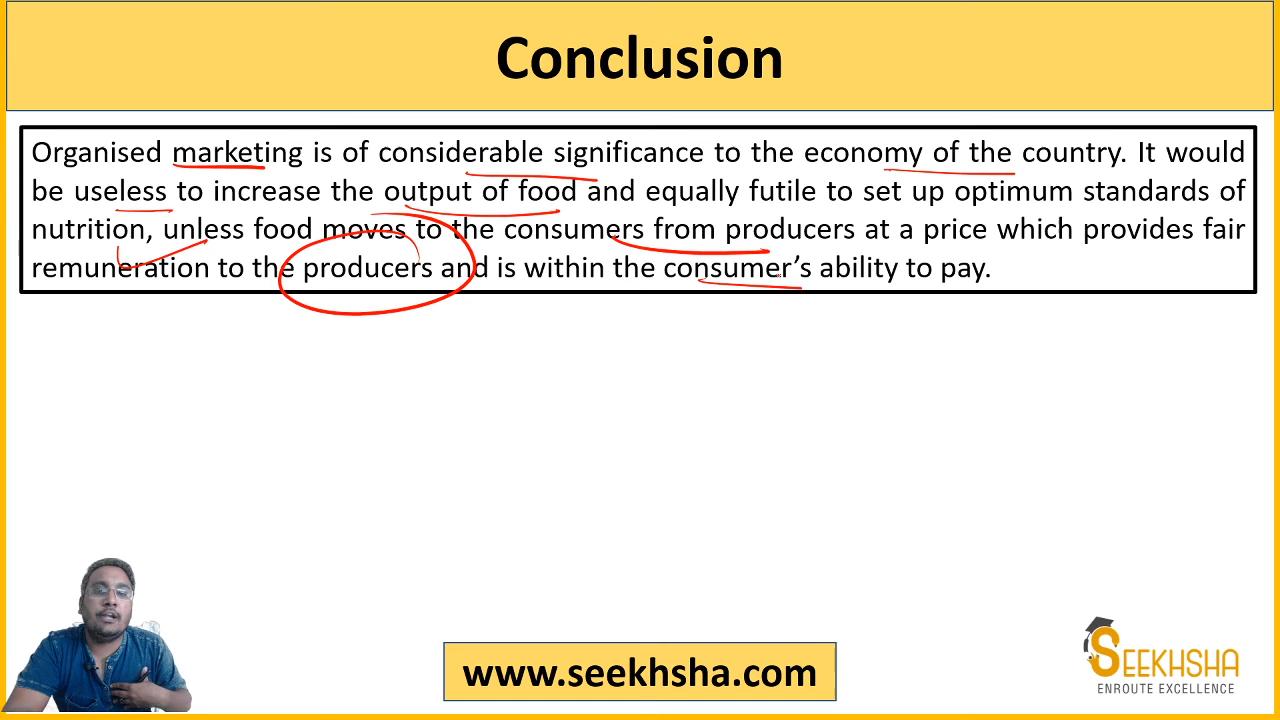 Conclusion
Organised marketing is of considerable significance to the economy of the country. It would
be useless to increase the output of food and equally futile to set up optimum standards of
nutrition, unless food moves to the consumers from producers at a price which provides fair
remuneration to the producers and is within the consumer’s ability to pay.
www.seekhsha.com
SEEKHSHA
ENROUTE EXCELLENCE